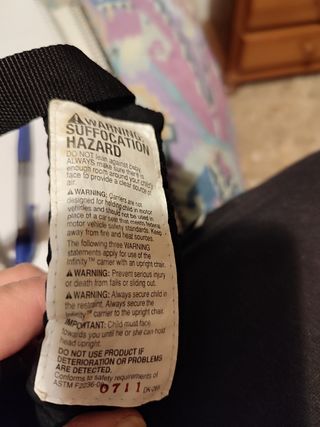 WARNING
SUFFOCATION
HAZARD
DO NOT lean against baby.
ALWAYS make sure there is
enough room around your child's
face to provide a clear source of
air.
WARNING: Carriers are not
designed for holding child in motor
vehicles and should not be used in
place of a car seat that meets federal
motor vehicle safety standards. Keep
away from fire and heat sources.
The following three WARNING
statements apply for use of the
Infinity™ carrier with an upright chair.
WARNING: Prevent serious injury
or death from falls or sliding out.
WARNING: Always secure child in
the restraint. Always secure the
Infinity™ carrier to the upright chair.
IMPORTANT: Child must face
towards you until he or she can hold
head upright.
DO NOT USE PRODUCT IF
DETERIORATION OR PROBLEMS
ARE DETECTED.
Conforms to safety requirements of
ASTM F2236-0
0711